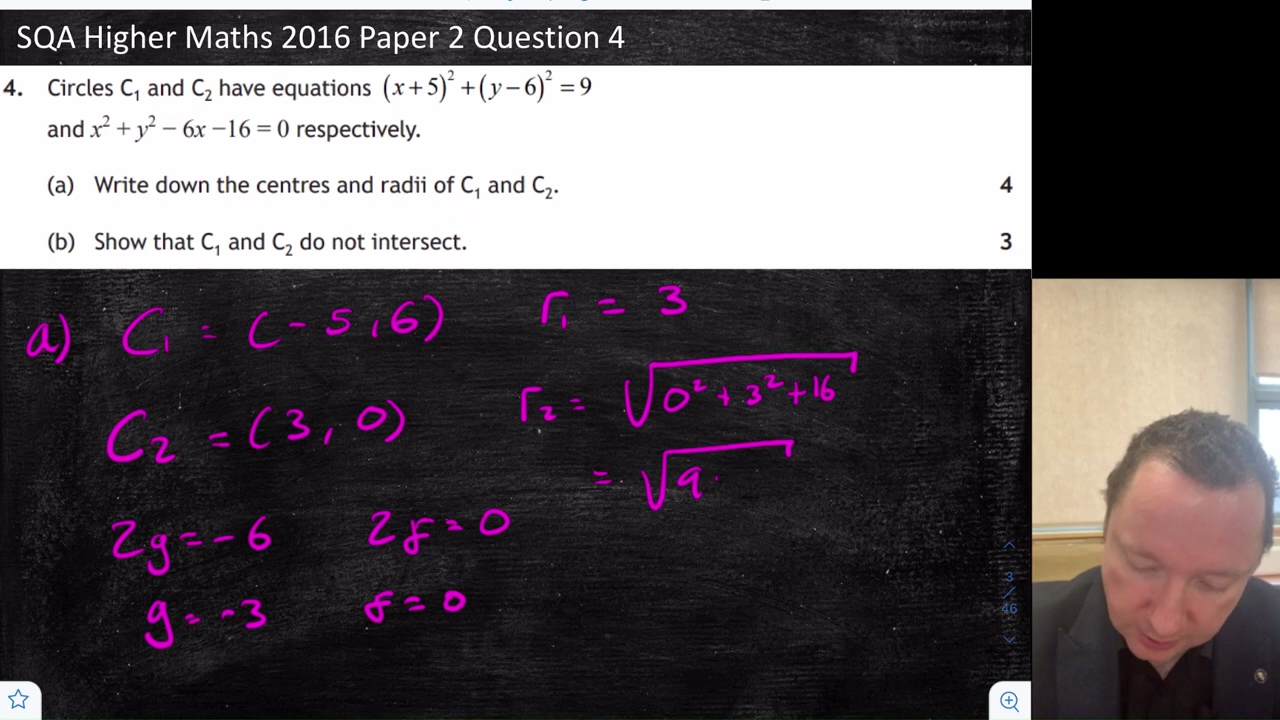 SQA Higher Maths 2016 Paper 2 Question 4
4. Circles C₁ and C₂ have equations (x+5)² + (y−6)² = 9
and x² + y² − 6x − 16 = 0 respectively.
(a) Write down the centres and radii of C₁ and C₂. 4
(b) Show that C₁ and C₂ do not intersect. 3
a) C₁ = (-5, 6) r₁ = 3
C₂ = (3, 0) r₂ = √(0² + 3² + 16)
= √9
2g = -6 2f = 0
g = -3 f = 0
3
/
46